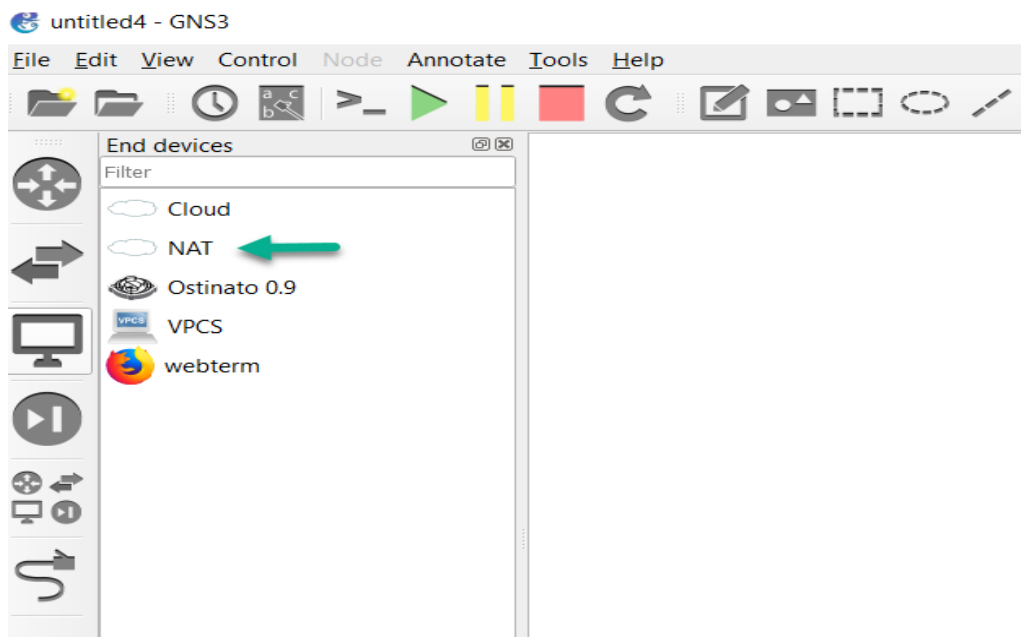 untitled4 - GNS3
File Edit View Control Node Annotate Tools Help
a c
b
>_
End devices
Filter
Cloud
NAT
Ostinato 0.9
VPCS
VPCS
webterm